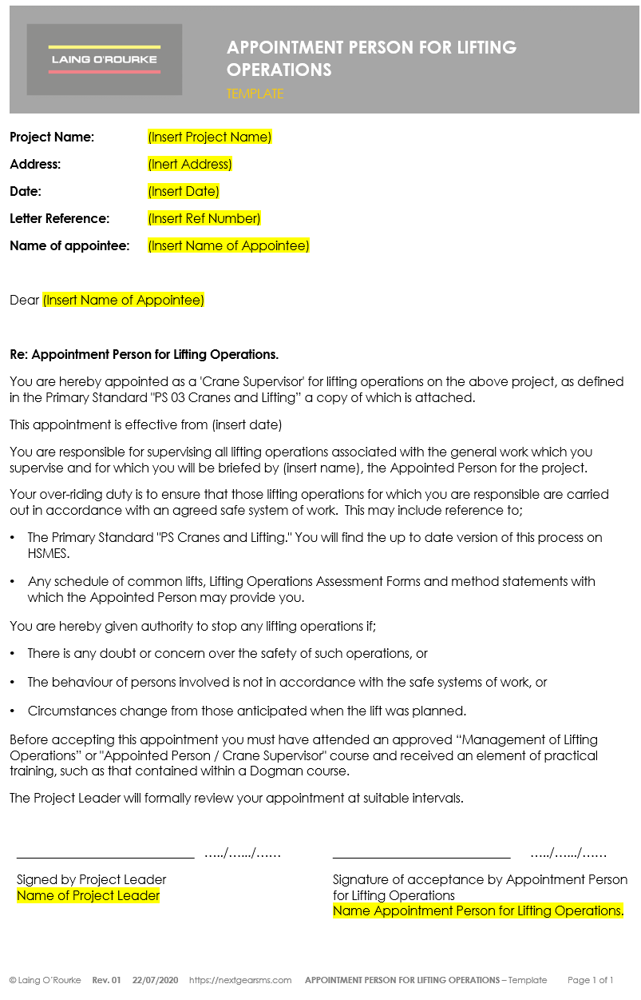 LAING O'ROURKE
APPOINTMENT PERSON FOR LIFTING
OPERATIONS
TEMPLATE
Project Name: (Insert Project Name)
Address: (Inert Address)
Date: (Insert Date)
Letter Reference: (Insert Ref Number)
Name of appointee: (Insert Name of Appointee)
Dear (Insert Name of Appointee)
Re: Appointment Person for Lifting Operations.
You are hereby appointed as a 'Crane Supervisor' for lifting operations on the above project, as defined
in the Primary Standard "PS 03 Cranes and Lifting” a copy of which is attached.
This appointment is effective from (insert date)
You are responsible for supervising all lifting operations associated with the general work which you
supervise and for which you will be briefed by (insert name), the Appointed Person for the project.
Your over-riding duty is to ensure that those lifting operations for which you are responsible are carried
out in accordance with an agreed safe system of work.  This may include reference to;
• The Primary Standard "PS Cranes and Lifting." You will find the up to date version of this process on
HSMES.
• Any schedule of common lifts, Lifting Operations Assessment Forms and method statements with
which the Appointed Person may provide you.
You are hereby given authority to stop any lifting operations if;
• There is any doubt or concern over the safety of such operations, or
• The behaviour of persons involved is not in accordance with the safe systems of work, or
• Circumstances change from those anticipated when the lift was planned.
Before accepting this appointment you must have attended an approved “Management of Lifting
Operations” or "Appointed Person / Crane Supervisor" course and received an element of practical
training, such as that contained within a Dogman course.
The Project Leader will formally review your appointment at suitable intervals.
__________________________ …../…../…… __________________________ …../…../……
Signed by Project Leader
Name of Project Leader
Signature of acceptance by Appointment Person
for Lifting Operations
Name Appointment Person for Lifting Operations.
© Laing O’Rourke Rev. 01 22/07/2020 https://nextgearsms.com APPOINTMENT PERSON FOR LIFTING OPERATIONS – Template Page 1 of 1